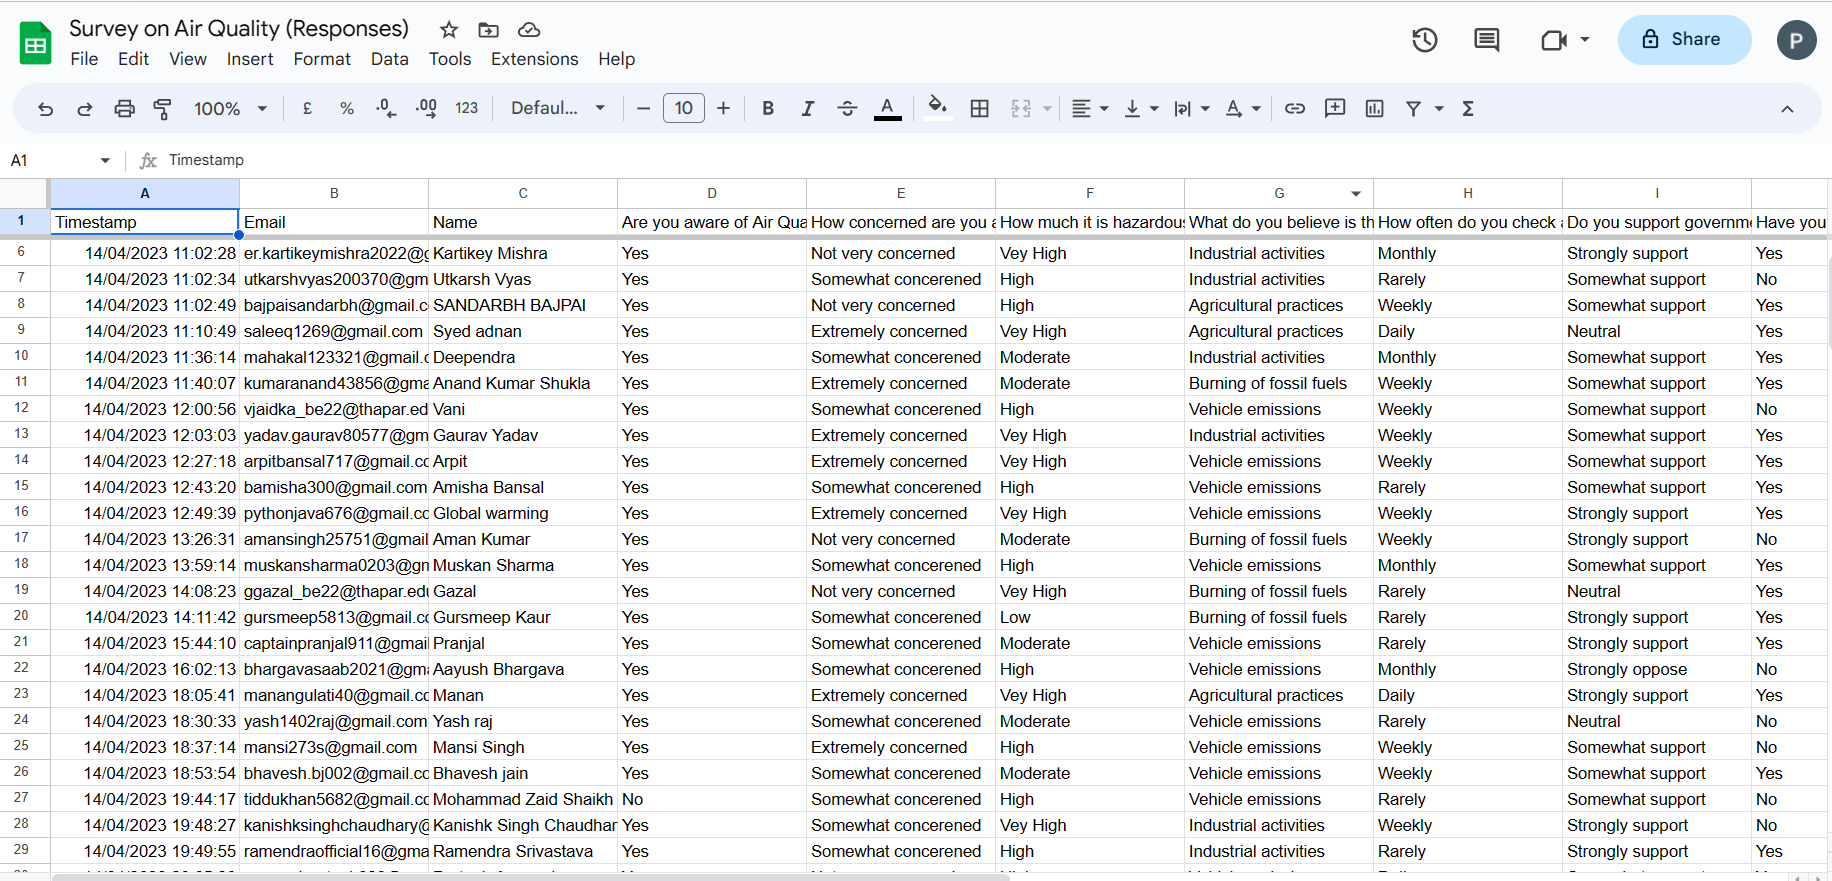 Survey on Air Quality (Responses)
File Edit View Insert Format Data Tools Extensions Help
Share
P
100% £ % .0 .00 123 Defaul... 10 B I A Σ
A1 fx Timestamp
A B C D E F G H I
1 Timestamp Email Name Are you aware of Air Qua How concerned are you a How much it is hazardous What do you believe is th How often do you check Do you support governme Have you
6 14/04/2023 11:02:28 er.kartikeymishra2022@g Kartikey Mishra Yes Not very concerned Vey High Industrial activities Monthly Strongly support Yes
7 14/04/2023 11:02:34 utkarshvyas200370@gm Utkarsh Vyas Yes Somewhat concerened High Industrial activities Rarely Somewhat support No
8 14/04/2023 11:02:49 bajpaisandarbh@gmail.c SANDARBH BAJPAI Yes Not very concerned High Agricultural practices Weekly Somewhat support Yes
9 14/04/2023 11:10:49 saleeq1269@gmail.com Syed adnan Yes Extremely concerned Vey High Agricultural practices Daily Neutral Yes
10 14/04/2023 11:36:14 mahakal123321@gmail.c Deependra Yes Somewhat concerened Moderate Industrial activities Monthly Somewhat support Yes
11 14/04/2023 11:40:07 kumaranand43856@gma Anand Kumar Shukla Yes Extremely concerned Moderate Burning of fossil fuels Weekly Somewhat support Yes
12 14/04/2023 12:00:56 vjaidka_be22@thapar.ed Vani Yes Somewhat concerened High Vehicle emissions Weekly Somewhat support No
13 14/04/2023 12:03:03 yadav.gaurav80577@gm Gaurav Yadav Yes Extremely concerned Vey High Industrial activities Weekly Somewhat support Yes
14 14/04/2023 12:27:18 arpitbansal717@gmail.cc Arpit Yes Extremely concerned Vey High Vehicle emissions Weekly Somewhat support Yes
15 14/04/2023 12:43:20 bamisha300@gmail.com Amisha Bansal Yes Somewhat concerened High Vehicle emissions Rarely Somewhat support Yes
16 14/04/2023 12:49:39 pythonjava676@gmail.cc Global warming Yes Extremely concerned Vey High Vehicle emissions Weekly Strongly support Yes
17 14/04/2023 13:26:31 amansingh25751@gmail Aman Kumar Yes Not very concerned Moderate Burning of fossil fuels Weekly Strongly support No
18 14/04/2023 13:59:14 muskansharma0203@gn Muskan Sharma Yes Somewhat concerened High Vehicle emissions Monthly Somewhat support Yes
19 14/04/2023 14:08:23 ggazal_be22@thapar.edu Gazal Yes Not very concerned Vey High Burning of fossil fuels Rarely Neutral Yes
20 14/04/2023 14:11:42 gursmeep5813@gmail.cc Gursmeep Kaur Yes Somewhat concerened Low Burning of fossil fuels Rarely Strongly support Yes
21 14/04/2023 15:44:10 captainpranjal911@gmail Pranjal Yes Somewhat concerened Moderate Vehicle emissions Rarely Strongly support Yes
22 14/04/2023 16:02:13 bhargavasaab2021@gma Aayush Bhargava Yes Somewhat concerened High Vehicle emissions Monthly Strongly oppose No
23 14/04/2023 18:05:41 manangulati40@gmail.cc Manan Yes Extremely concerned Vey High Agricultural practices Daily Strongly support Yes
24 14/04/2023 18:30:33 yash1402raj@gmail.com Yash raj Yes Somewhat concerened Moderate Vehicle emissions Rarely Neutral No
25 14/04/2023 18:37:14 mansi273s@gmail.com Mansi Singh Yes Extremely concerned High Vehicle emissions Weekly Somewhat support No
26 14/04/2023 18:53:54 bhavesh.bj002@gmail.cc Bhavesh jain Yes Somewhat concerened Moderate Vehicle emissions Weekly Somewhat support Yes
27 14/04/2023 19:44:17 tiddukhan5682@gmail.cc Mohammad Zaid Shaikh No Somewhat concerened High Vehicle emissions Rarely Somewhat support No
28 14/04/2023 19:48:27 kanishksinghchaudhary@ Kanishk Singh Chaudhar Yes Somewhat concerened Vey High Industrial activities Weekly Strongly support No
29 14/04/2023 19:49:55 ramendraofficial16@gma Ramendra Srivastava Yes Somewhat concerened High Industrial activities Rarely Strongly support Yes